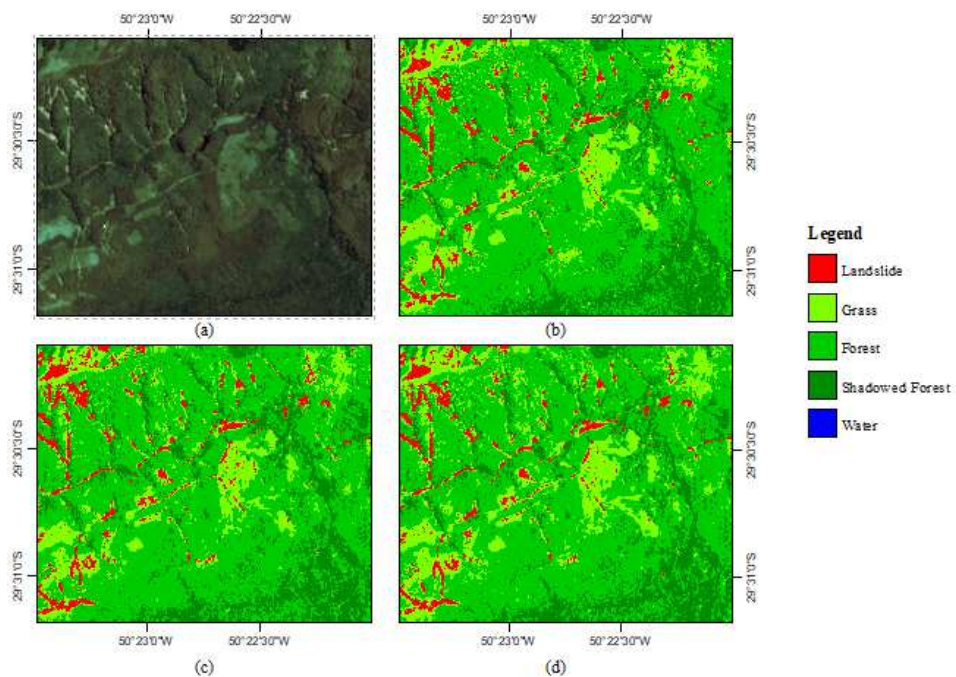 50°23'0"W 50°22'30"W 50°23'0"W 50°22'30"W
29°30'30"S 29°30'30"S
29°31'0"S 29°31'0"S
(a) (b)
Legend
Landslide
Grass
Forest
Shadowed Forest
Water
29°30'30"S 29°30'30"S
29°31'0"S 29°31'0"S
50°23'0"W 50°22'30"W 50°23'0"W 50°22'30"W
(c) (d)